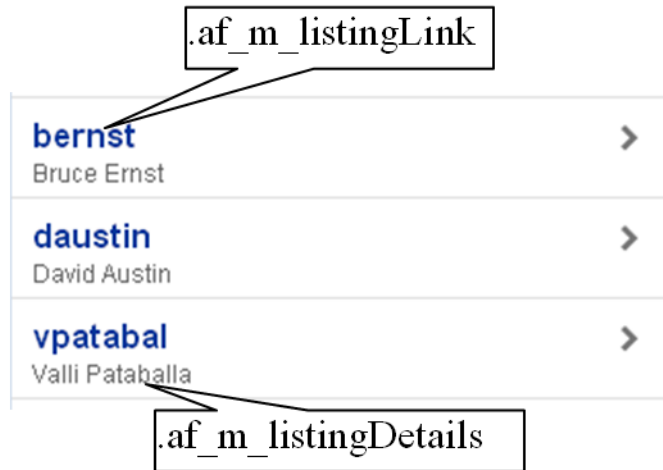 .af_m_listingLink
bernst
Bruce Ernst
daustin
David Austin
vpatabal
Valli Pataballa
.af_m_listingDetails